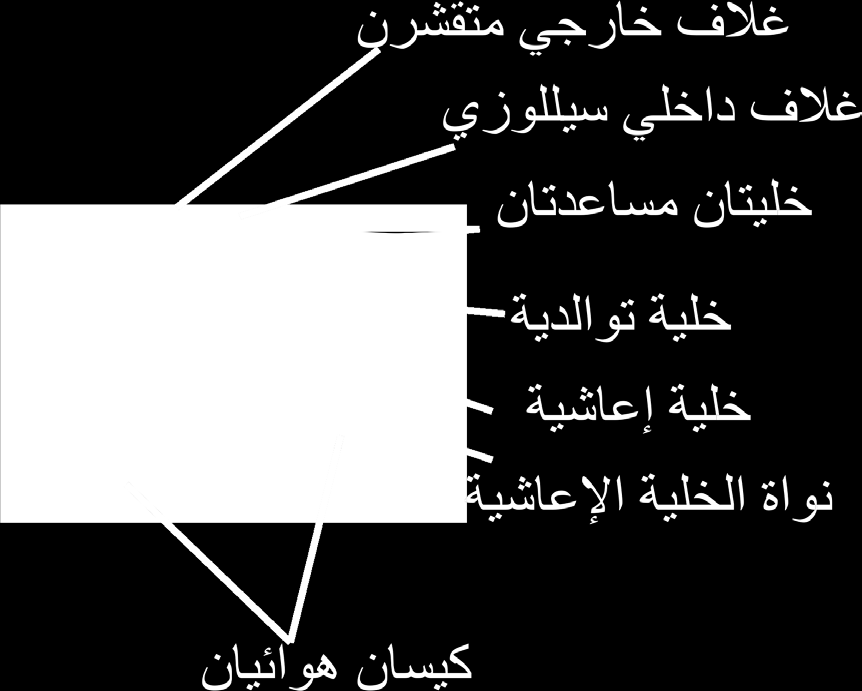 غلاف خارجي متقشرن
غلاف داخلي سيللوزي
خليتان مساعدتان
خلية توالدية
خلية إعاشية
نواة الخلية الإعاشية
كيسان هوائيان